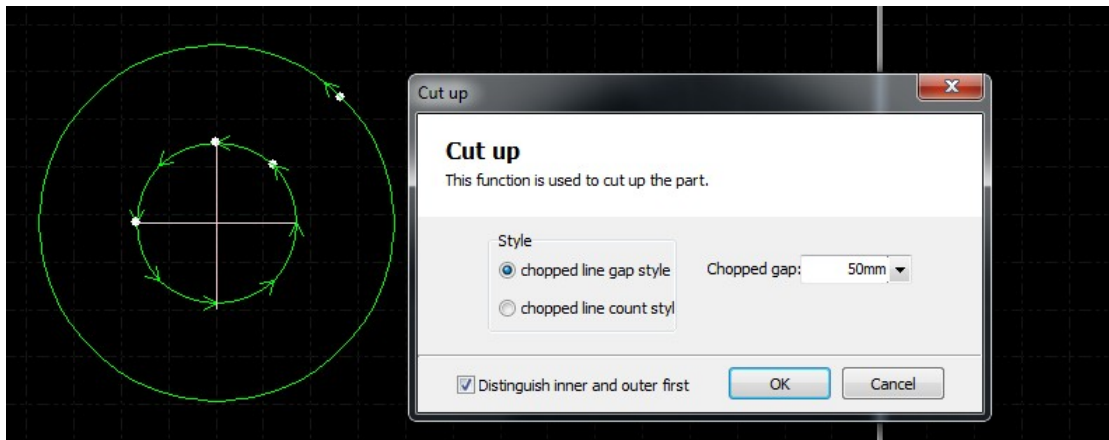 Cut up
Cut up
This function is used to cut up the part.
Style
chopped line gap style
Chopped gap: 50mm
chopped line count styl
Distinguish inner and outer first
OK
Cancel